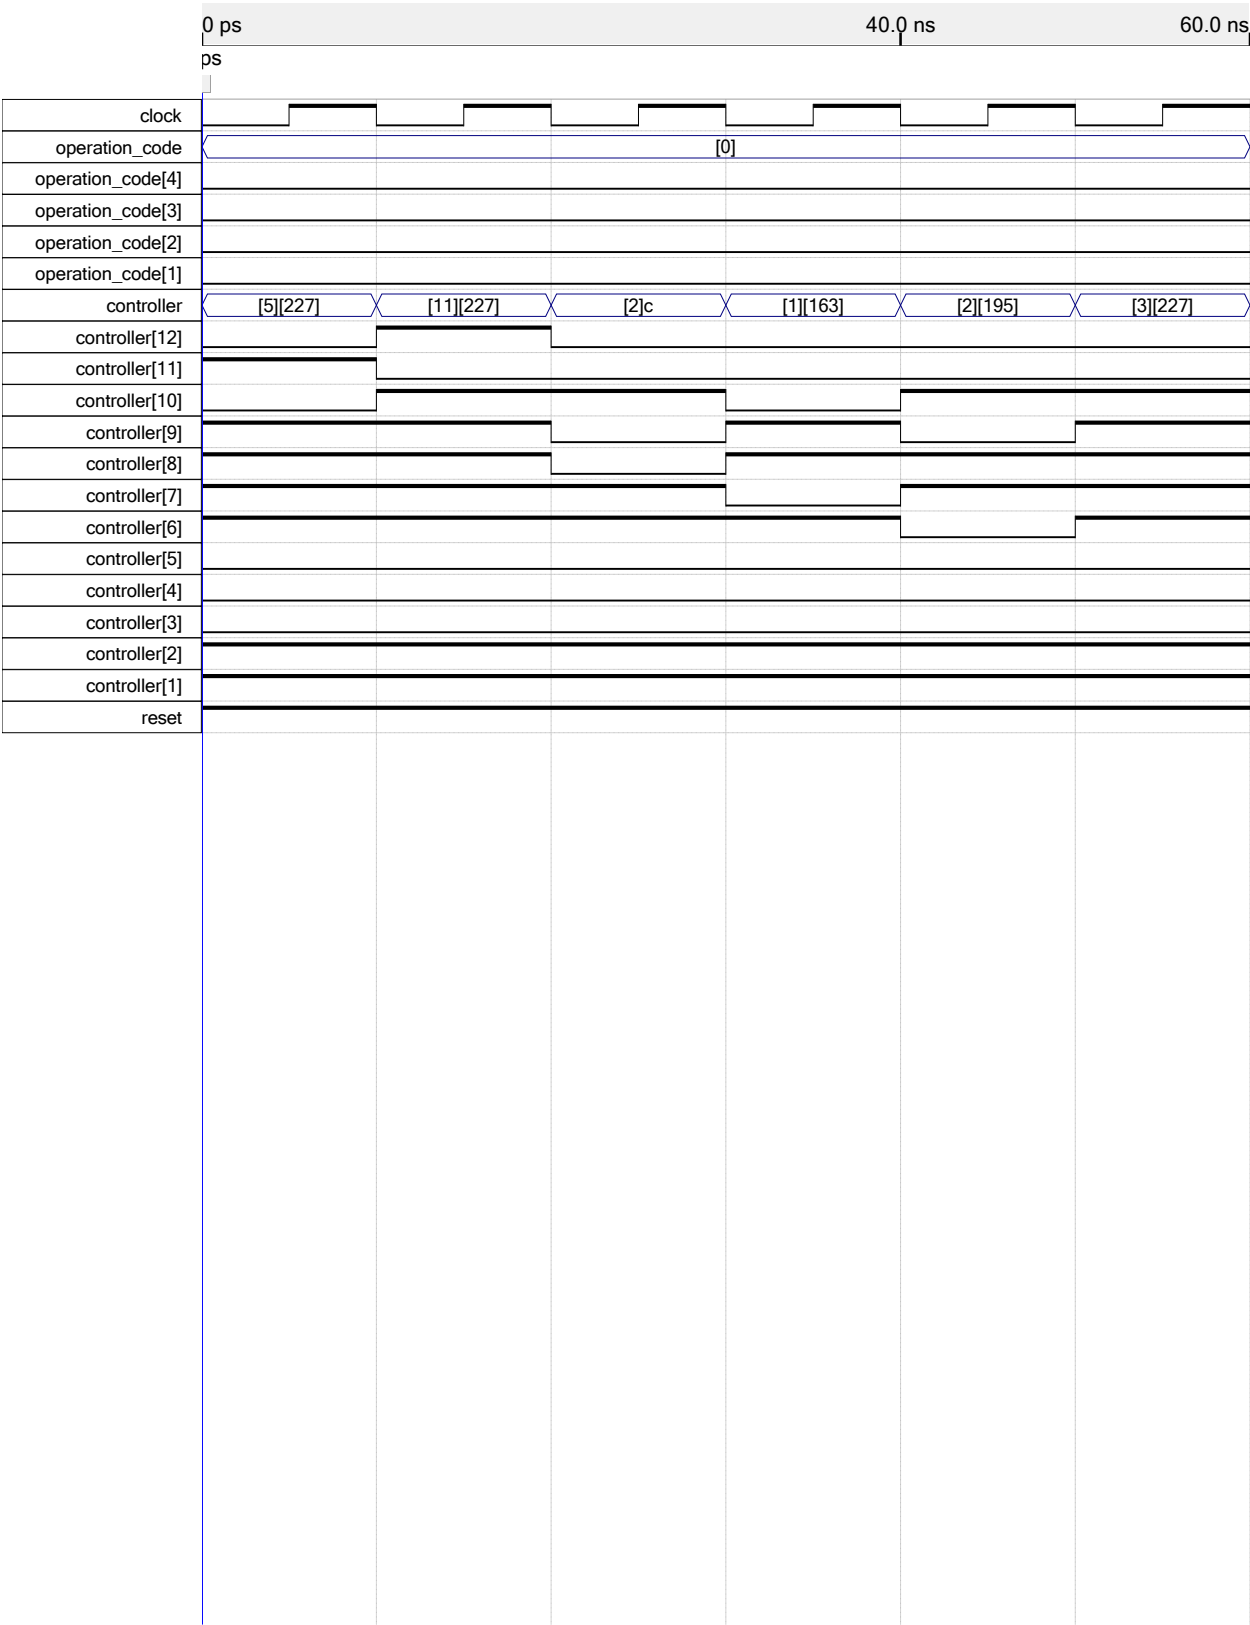 0 ps 40.0 ns 60.0 ns
ps
clock
operation_code [0]
operation_code[4]
operation_code[3]
operation_code[2]
operation_code[1]
controller [5][227] [11][227] [2]c [1][163] [2][195] [3][227]
controller[12]
controller[11]
controller[10]
controller[9]
controller[8]
controller[7]
controller[6]
controller[5]
controller[4]
controller[3]
controller[2]
controller[1]
reset